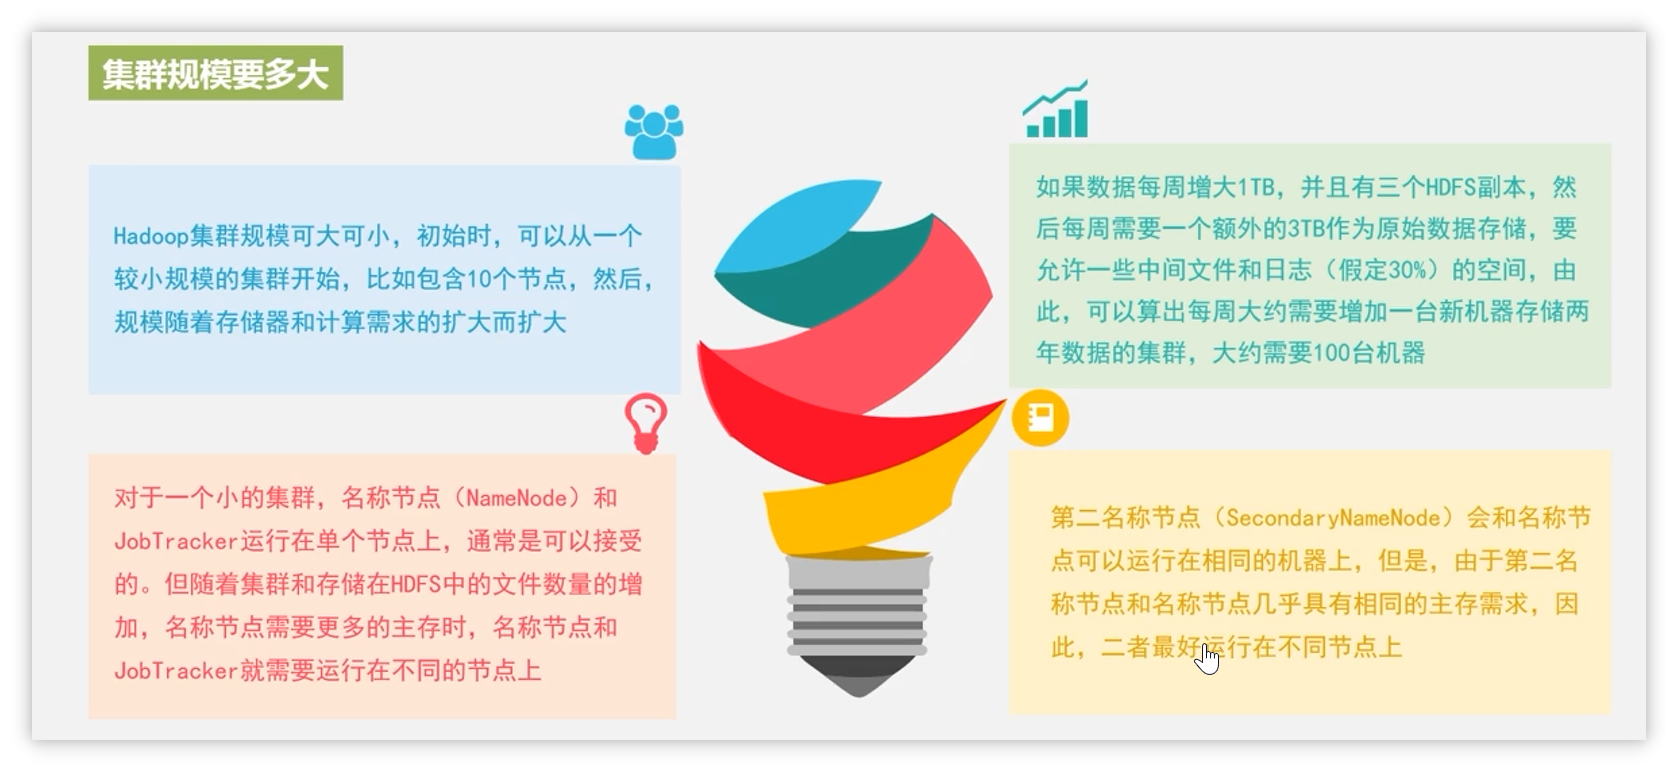 集群规模要多大
Hadoop集群规模可大可小，初始时，可以从一个
较小规模的集群开始，比如包含10个节点，然后，
规模随着存储器和计算需求的扩大而扩大
如果数据每周增大1TB，并且有三个HDFS副本，然
后每周需要一个额外的3TB作为原始数据存储，要
允许一些中间文件和日志（假定30%）的空间，由
此，可以算出每周大约需要增加一台新机器存储两
年数据的集群，大约需要100台机器
对于一个小的集群，名称节点（NameNode）和
JobTracker运行在单个节点上，通常是可以接受
的。但随着集群和存储在HDFS中的文件数量的增
加，名称节点需要更多的主存时，名称节点和
JobTracker就需要运行在不同的节点上
第二名称节点（SecondaryNameNode）会和名称节
点可以运行在相同的机器上，但是，由于第二名
称节点和名称节点几乎具有相同的主存需求，因
此，二者最好运行在不同节点上